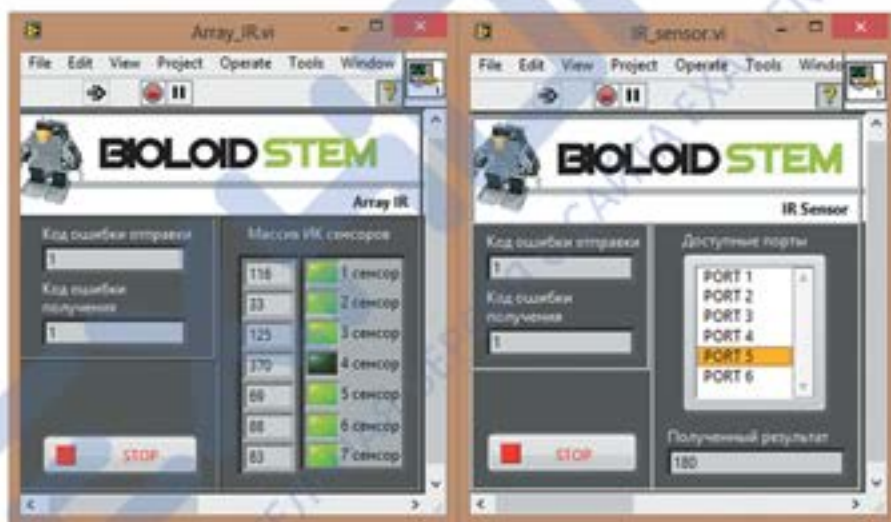 Array_IR.vi
File Edit View Project Operate Tools Window
BIOLOID STEM
Array IR
Код ошибки отправки
1
Код ошибки
получения
1
STOP
Массив ИК сенсоров
116 1 сенсор
33 2 сенсор
125 3 сенсор
370 4 сенсор
69 5 сенсор
88 6 сенсор
83 7 сенсор
IR_sensor.vi
File Edit View Project Operate Tools Windo
BIOLOID STEM
IR Sensor
Код ошибки отправки
1
Код ошибки
получения
1
STOP
Доступные порты
PORT 1
PORT 2
PORT 3
PORT 4
PORT 5
PORT 6
Полученный результат
180
САЙТА